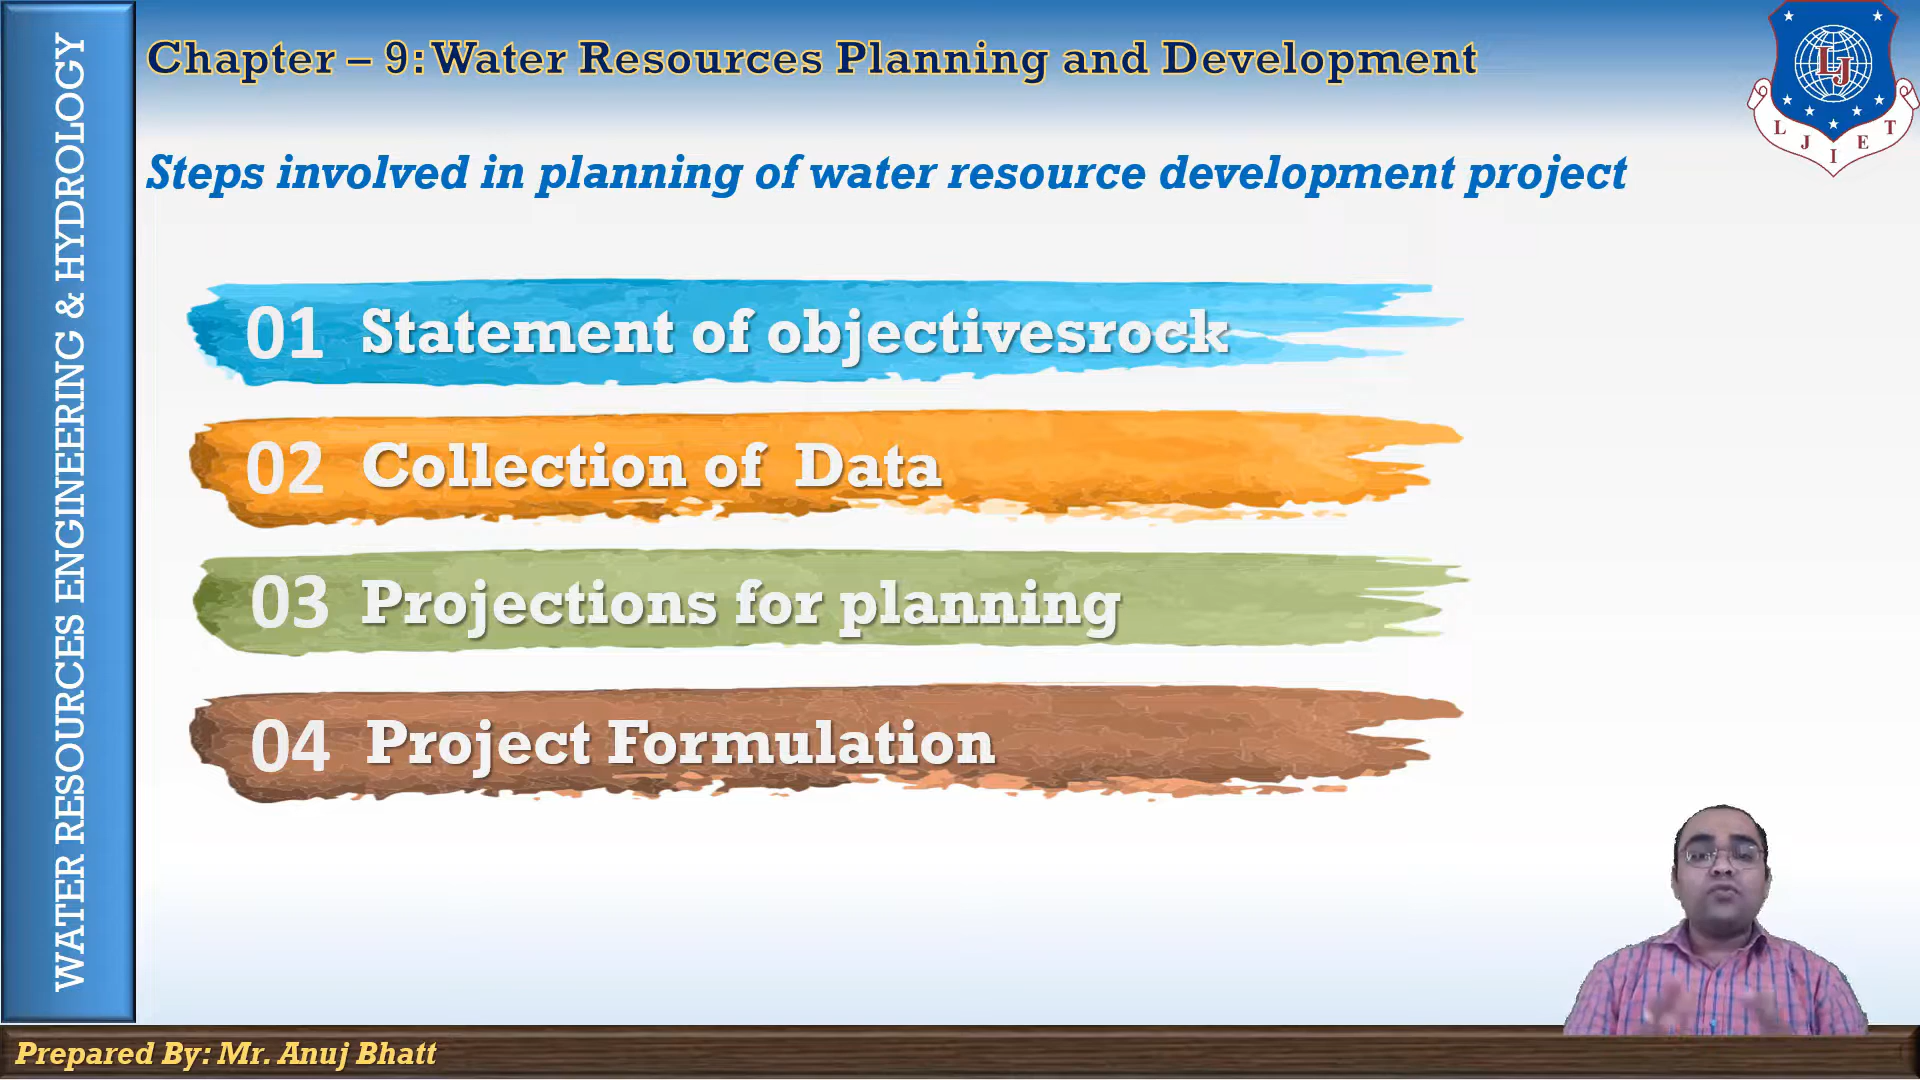 WATER RESOURCES ENGINEERING & HYDROLOGY
Chapter – 9: Water Resources Planning and Development
LJ
L J I E T
Steps involved in planning of water resource development project
01 Statement of objectivesrock
02 Collection of Data
03 Projections for planning
04 Project Formulation
Prepared By: Mr. Anuj Bhatt